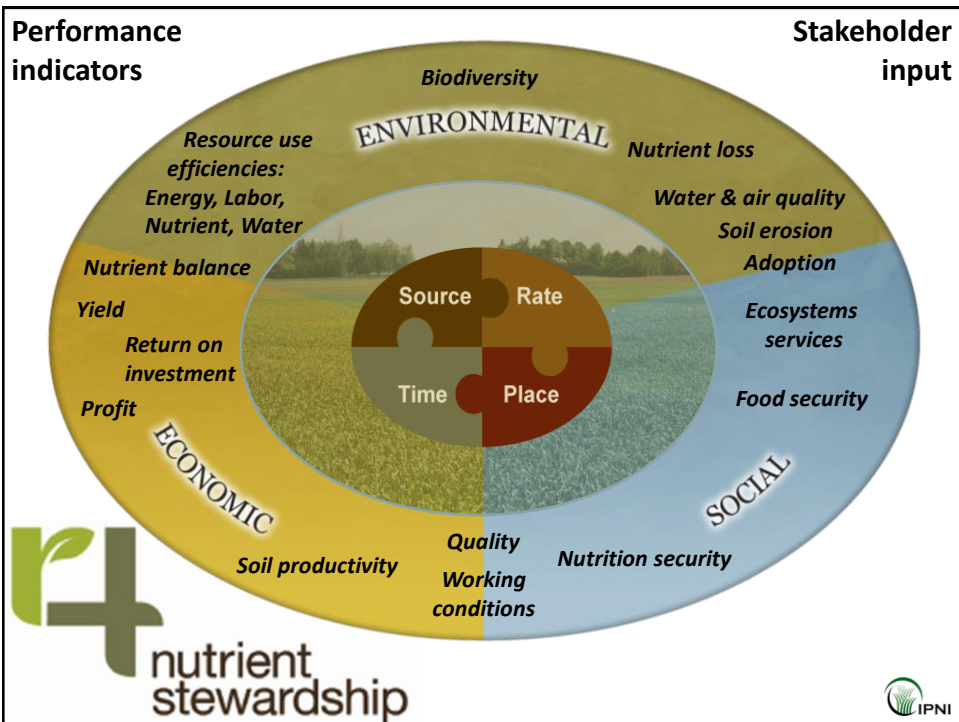 Performance
indicators
Stakeholder
input
Biodiversity
ENVIRONMENTAL
Resource use
efficiencies:
Energy, Labor,
Nutrient, Water
Nutrient loss
Water & air quality
Soil erosion
Adoption
Nutrient balance
Yield
Return on
investment
Profit
ECONOMIC
Source
Rate
Time
Place
Ecosystems
services
Food security
SOCIAL
Soil productivity
Quality
Working
conditions
Nutrition security
r4
nutrient
stewardship
IPNI